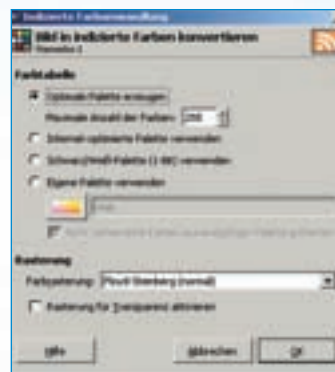 Indizierte Farbumwandlung
Bild in indizierte Farben konvertieren
Farbtabelle
Optimale Palette erzeugen
Maximale Anzahl der Farben:
Internet-optimierte Palette verwenden
Schwarz/Weiß-Palette (1-Bit) verwenden
Eigene Palette verwenden
Rasterung
Farbrasterung: Floyd-Steinberg (normal)
Rasterung für Transparenz aktivieren
Hilfe
Abbrechen
OK